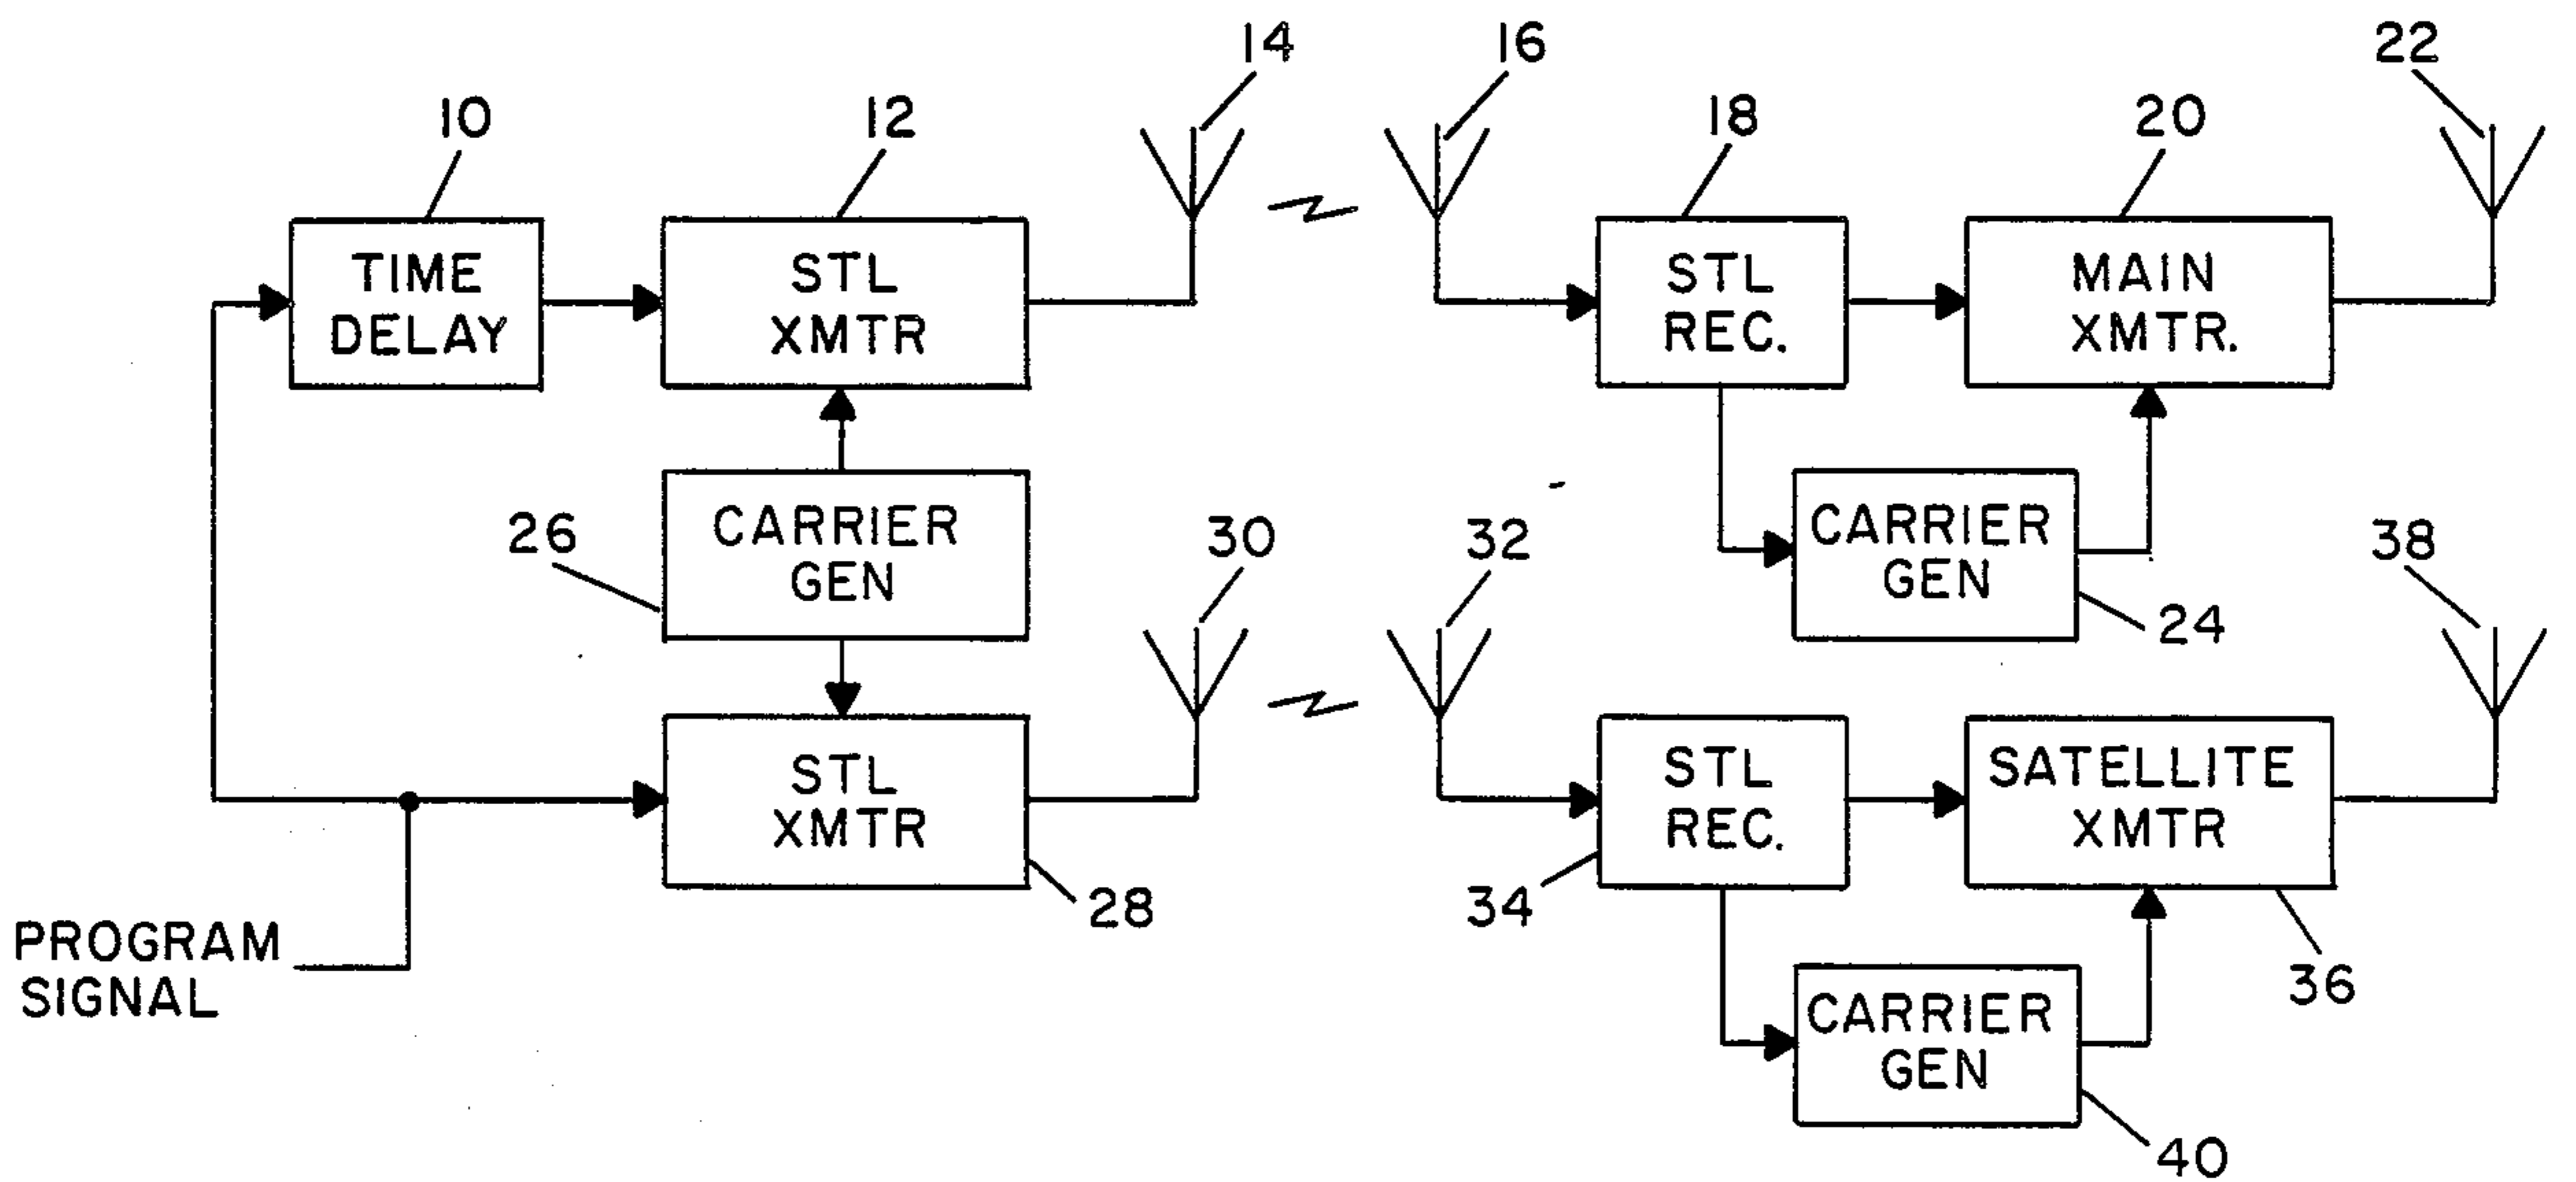 14
16
22
10
12
18
20
TIME
DELAY
STL
XMTR
STL
REC.
MAIN
XMTR.
26
CARRIER
GEN
30
32
CARRIER
GEN
24
38
STL
XMTR
28
STL
REC.
34
SATELLITE
XMTR
36
PROGRAM
SIGNAL
CARRIER
GEN
40